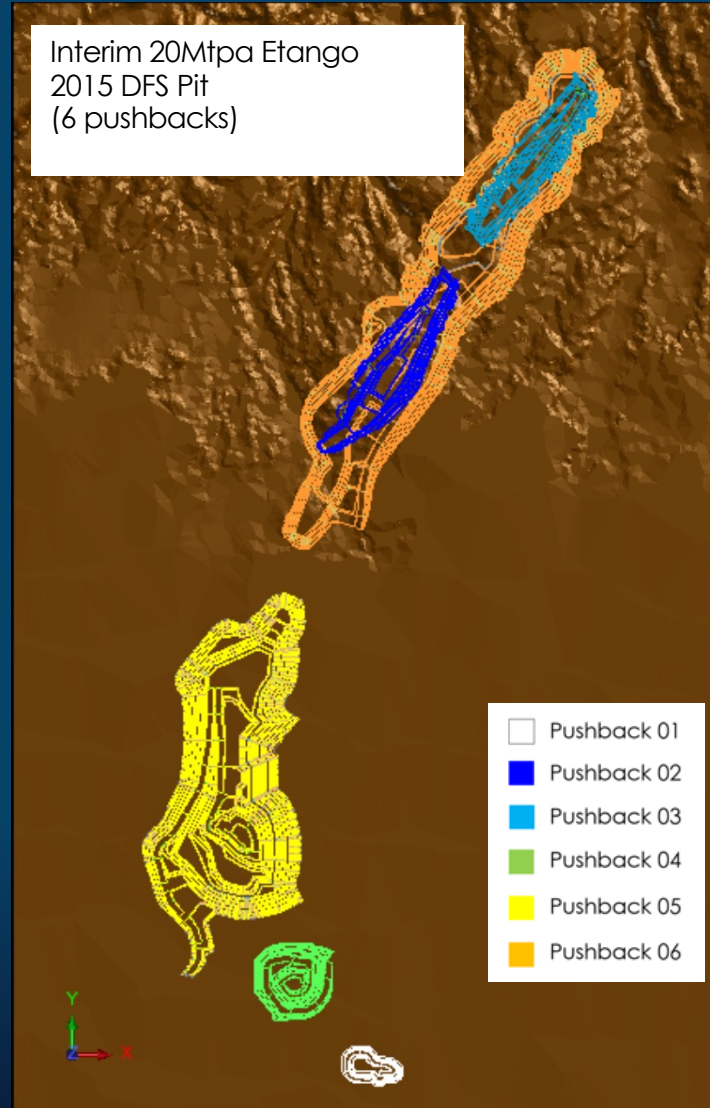 Interim 20Mtpa Etango
2015 DFS Pit
(6 pushbacks)
Pushback 01
Pushback 02
Pushback 03
Pushback 04
Pushback 05
Pushback 06
Y
Z
X